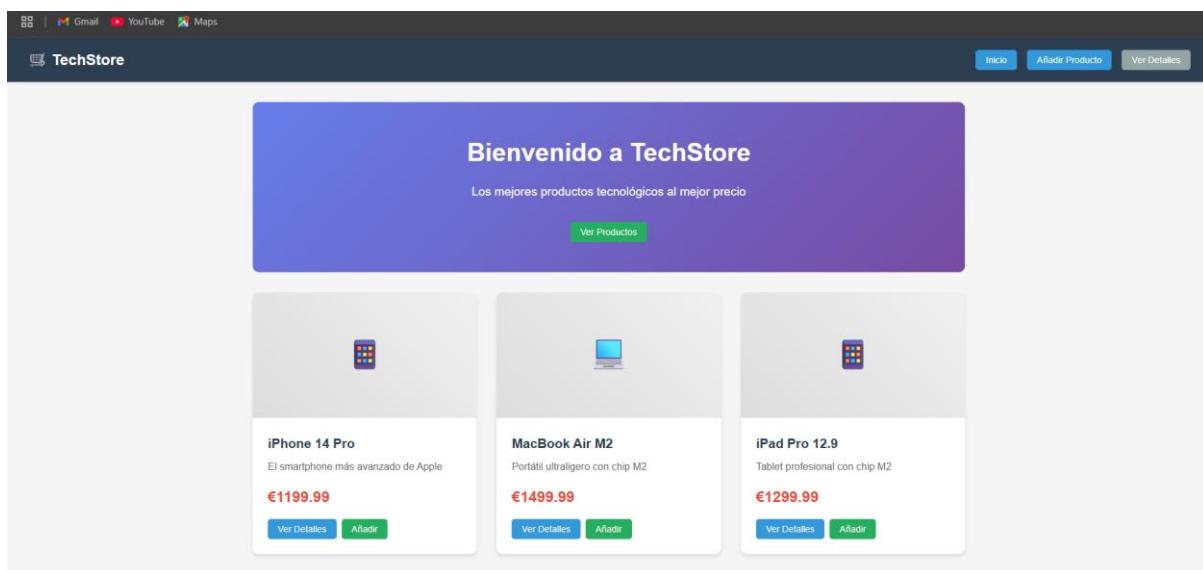 Gmail YouTube Maps
TechStore Inicio Añadir Producto Ver Detalles
Bienvenido a TechStore
Los mejores productos tecnológicos al mejor precio
Ver Productos
iPhone 14 Pro
El smartphone más avanzado de Apple
€1199.99
Ver Detalles Añadir
MacBook Air M2
Portátil ultraligero con chip M2
€1499.99
Ver Detalles Añadir
iPad Pro 12.9
Tablet profesional con chip M2
€1299.99
Ver Detalles Añadir